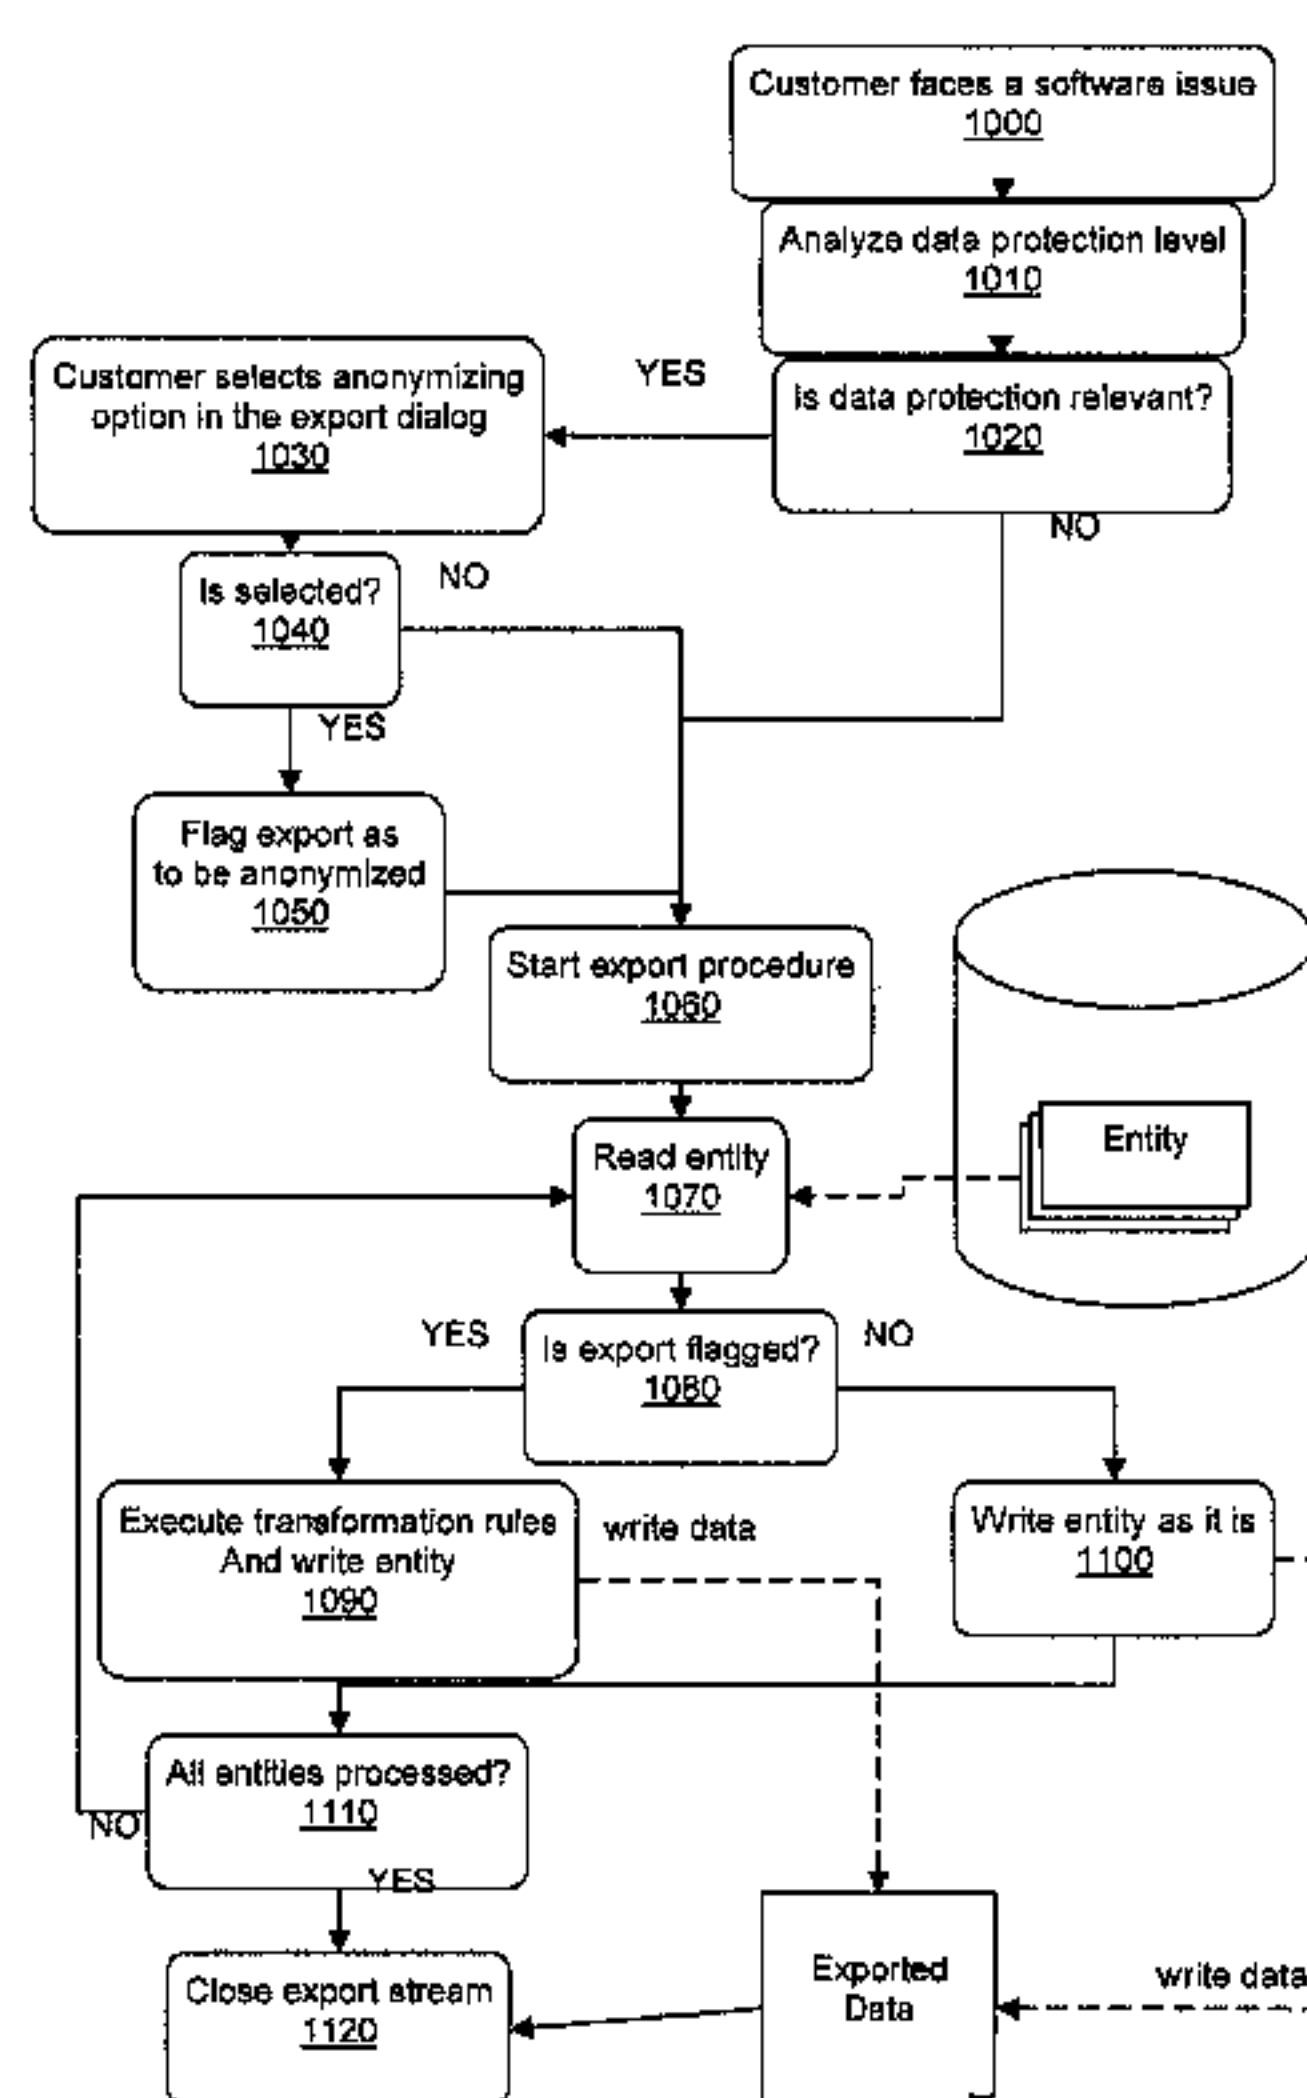 Customer faces a software issue
1000
Analyze data protection level
1010
Is data protection relevant?
1020
YES
NO
Customer selects anonymizing
option in the export dialog
1030
Is selected?
1040
NO
YES
Flag export as
to be anonymized
1050
Start export procedure
1060
Read entity
1070
Entity
Is export flagged?
1080
YES
NO
Execute transformation rules
And write entity
1090
write data
Write entity as it is
1100
All entities processed?
1110
NO
YES
Close export stream
1120
Exported
Data
write data